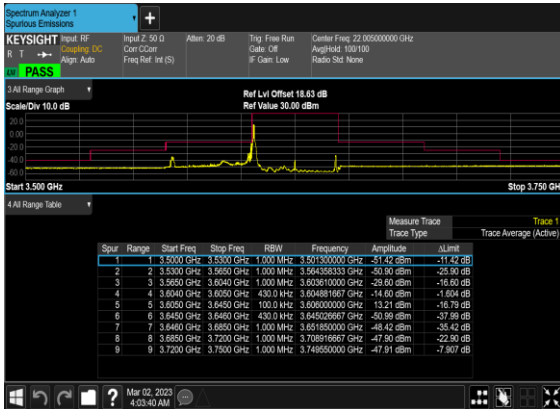 Spectrum Analyzer 1
Spurious Emissions
+
KEYSIGHT Input: RF Input Z: 50 Ω Atten: 20 dB Trig: Free Run Center Freq: 22.005000000 GHz
R T Coupling: DC Corr CCorr Gate: Off Avg|Hold: 100/100
Align: Auto Freq Ref: Int (S) IF Gain: Low Radio Std: None
PASS
3 All Range Graph
Ref Lvl Offset 18.63 dB
Scale/Div 10.0 dB Ref Value 30.00 dBm
20.0
0.00
-20.0
-40.0
-60.0
Start 3.500 GHz Stop 3.750 GH
4 All Range Table
Measure Trace Trace 1
Trace Type Trace Average (Active)
Spur Range Start Freq Stop Freq RBW Frequency Amplitude ΔLimit
1 1 3.5000 GHz 3.5300 GHz 1.000 MHz 3.501300000 GHz -51.42 dBm -11.42 dB
2 2 3.5300 GHz 3.5650 GHz 1.000 MHz 3.564358333 GHz -50.90 dBm -25.90 dB
3 3 3.5650 GHz 3.6040 GHz 1.000 MHz 3.603610000 GHz -29.60 dBm -16.60 dB
4 4 3.6040 GHz 3.6050 GHz 430.0 kHz 3.604881667 GHz -14.60 dBm -1.604 dB
5 5 3.6050 GHz 3.6450 GHz 100.0 kHz 3.606000000 GHz 13.21 dBm -16.79 dB
6 6 3.6450 GHz 3.6460 GHz 430.0 kHz 3.645026667 GHz -50.99 dBm -37.99 dB
7 7 3.6460 GHz 3.6850 GHz 1.000 MHz 3.651850000 GHz -48.42 dBm -35.42 dB
8 8 3.6850 GHz 3.7200 GHz 1.000 MHz 3.708916667 GHz -47.90 dBm -22.90 dB
9 9 3.7200 GHz 3.7500 GHz 1.000 MHz 3.749550000 GHz -47.91 dBm -7.907 dB
? Mar 02, 2023
4:03:40 AM